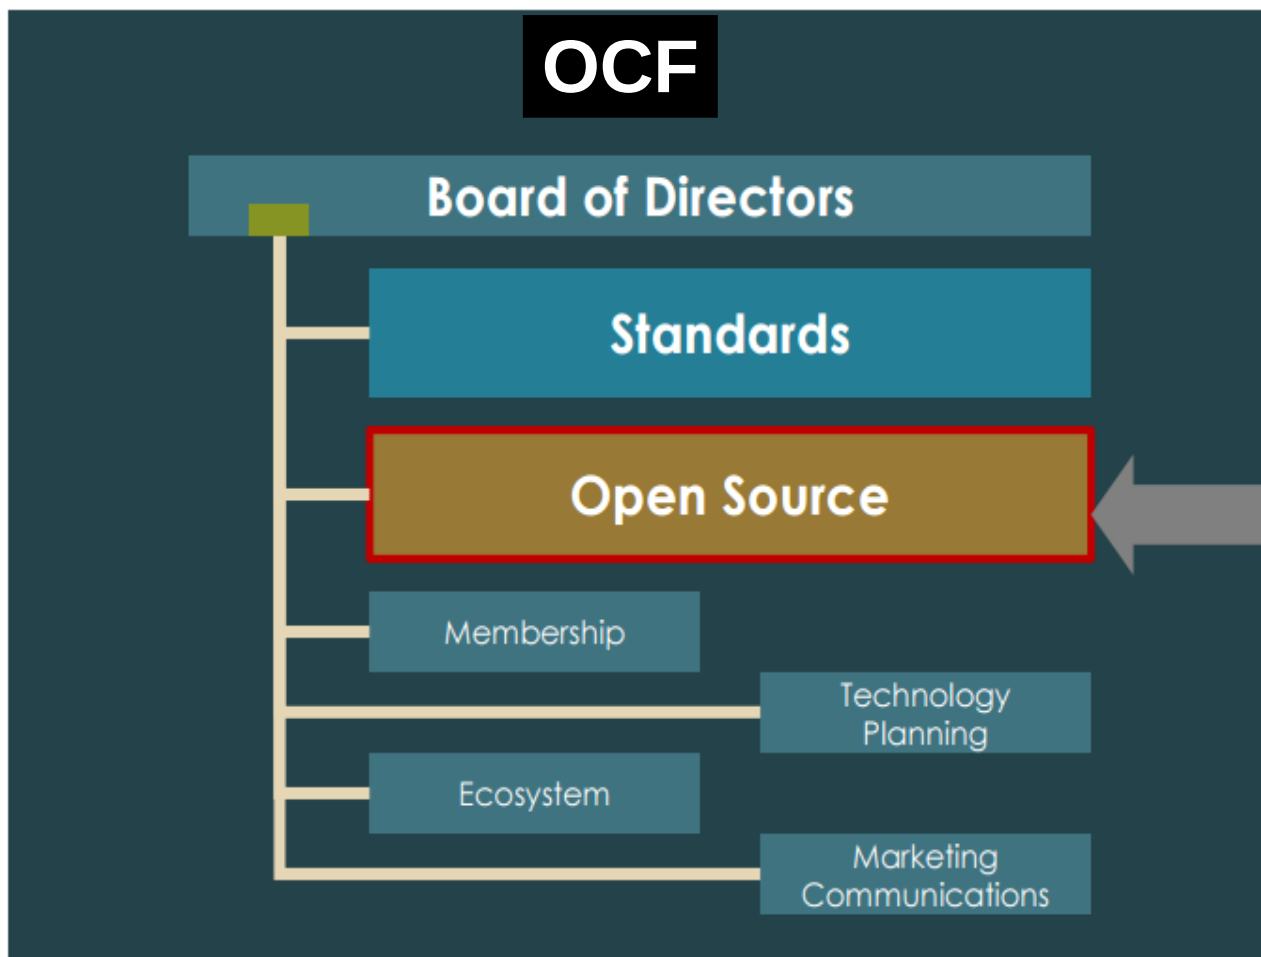 OCF
Board of Directors
Standards
Open Source
Membership
Technology
Planning
Ecosystem
Marketing
Communications